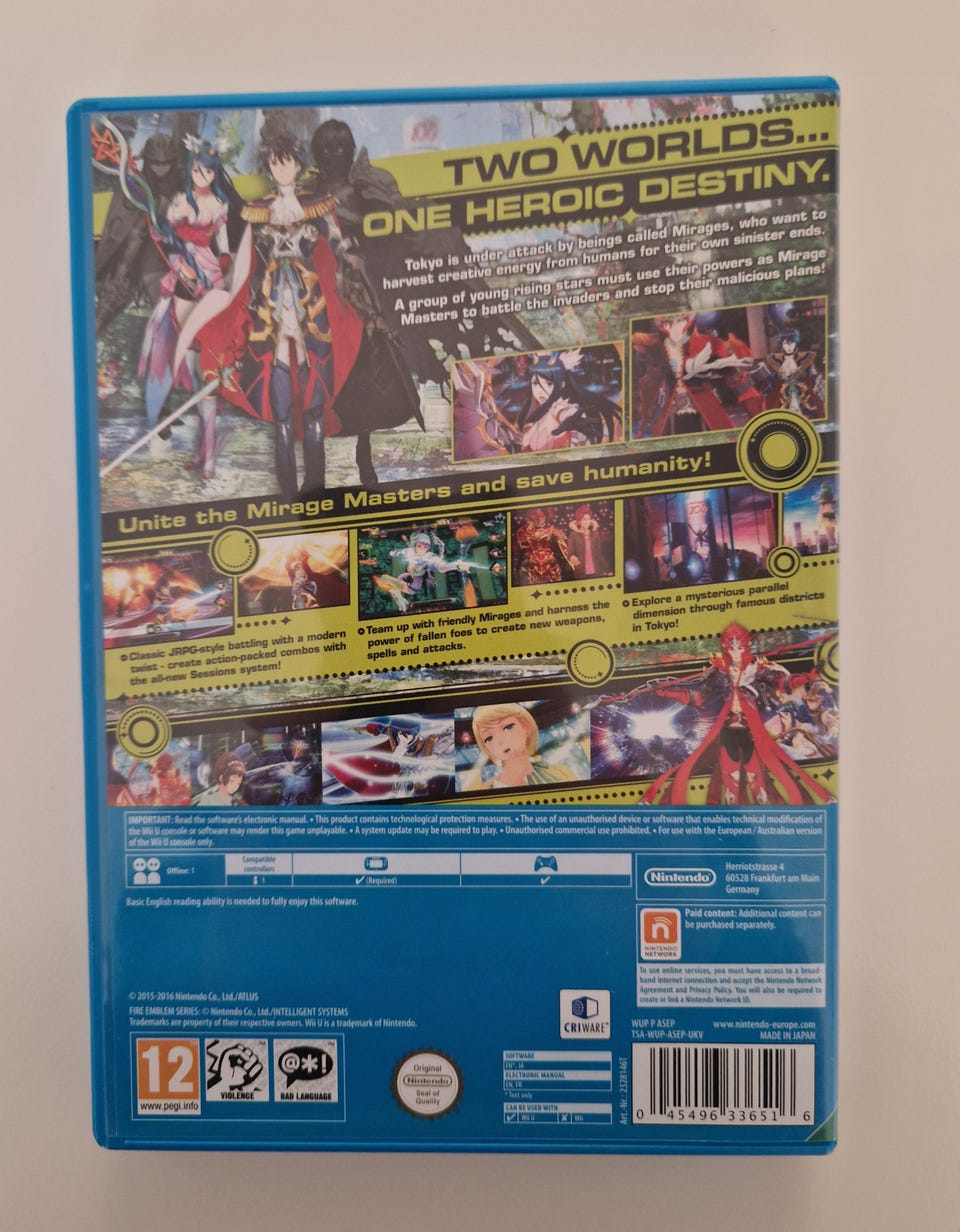 TWO WORLDS...
ONE HEROIC DESTINY.
Tokyo is under attack by beings called Mirages, who want to
harvest creative energy from humans for their own sinister ends.
A group of young rising stars must use their powers as Mirage
Masters to battle the invaders and stop their malicious plans!
Unite the Mirage Masters and save humanity!
Classic JRPG-style battling with a modern
twist - create action-packed combos with
the all-new Sessions system!
Team up with friendly Mirages and harness the
power of fallen foes to create new weapons,
spells and attacks.
Explore a mysterious parallel
dimension through famous districts
in Tokyo!
IMPORTANT: Read the software's electronic manual. • This product contains technological protection measures. • The use of an unauthorised device or software that enables technical modification of
the Wii U console or software may render this game unplayable. • A system update may be required to play. • Unauthorised commercial use prohibited. • For use with the European / Australian version
of the Wii U console only.
Offline: 1
Compatible
controllers
1
(Required)
Nintendo
Herriotstrasse 4
60528 Frankfurt am Main
Germany
Basic English reading ability is needed to fully enjoy this software.
NINTENDO
NETWORK
Paid content: Additional content can
be purchased separately.
To use online services, you must have access to a broad-
band internet connection and accept the Nintendo Network
Agreement and Privacy Policy. You will also be required to
create or link a Nintendo Network ID.
© 2015-2016 Nintendo Co., Ltd./ATLUS
FIRE EMBLEM SERIES: © Nintendo Co., Ltd./INTELLIGENT SYSTEMS
Trademarks are property of their respective owners. Wii U is a trademark of Nintendo.
CRIWARE™
WUP P ASEP
www.nintendo-europe.com
TSA-WUP-ASEP-UKV
MADE IN JAPAN
12
www.pegi.info
VIOLENCE
@*!
BAD LANGUAGE
Original
Nintendo
Seal of
Quality
SOFTWARE
EN*, JA
ELECTRONIC MANUAL
EN, FR
* Text only
CAN BE USED WITH
Wii U
Wii
Art.-Nr.: 2328146T
0 45496 33651 6